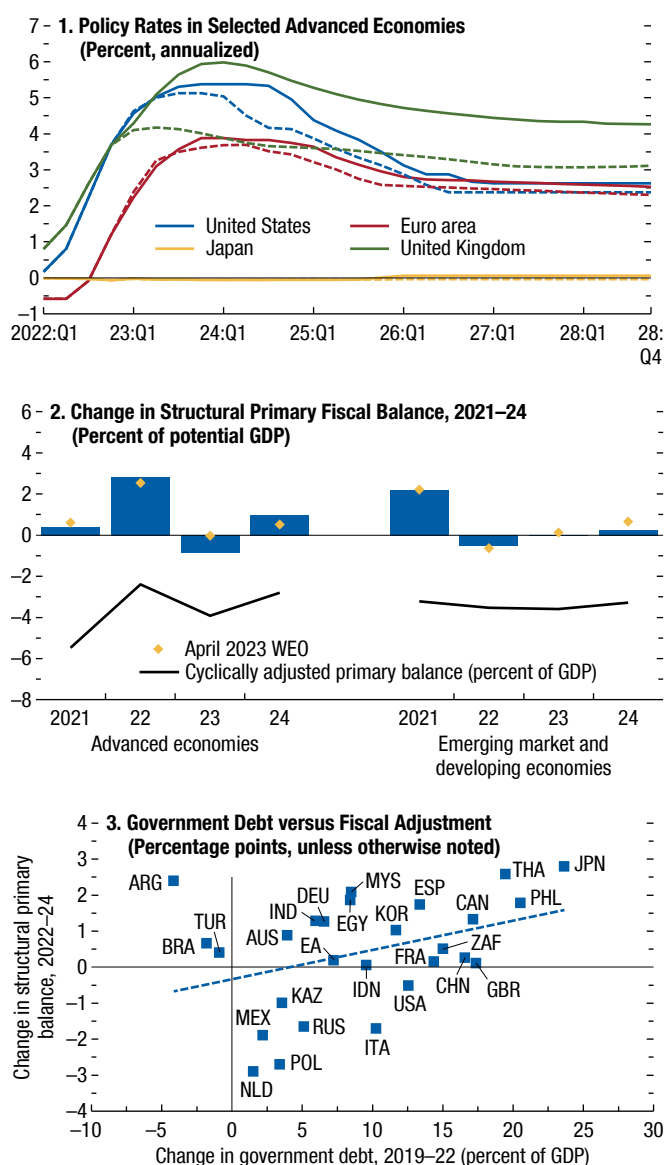 1. Policy Rates in Selected Advanced Economies
(Percent, annualized)
7
6
5
4
3
2
1
0
–1
United States
Euro area
Japan
United Kingdom
2022:Q1
23:Q1
24:Q1
25:Q1
26:Q1
27:Q1
28:Q1
28:
Q4
2. Change in Structural Primary Fiscal Balance, 2021–24
(Percent of potential GDP)
6
4
2
0
–2
–4
–6
–8
April 2023 WEO
Cyclically adjusted primary balance (percent of GDP)
2021
22
23
24
2021
22
23
24
Advanced economies
Emerging market and
developing economies
3. Government Debt versus Fiscal Adjustment
(Percentage points, unless otherwise noted)
Change in structural primary
balance, 2022–24
4
3
2
1
0
–1
–2
–3
–4
ARG
BRA
TUR
IND
DEU
AUS
EA
EGY
MYS
KOR
ESP
CAN
THA
JPN
PHL
FRA
ZAF
IDN
USA
CHN
GBR
KAZ
MEX
RUS
ITA
POL
NLD
–10
–5
0
5
10
15
20
25
30
Change in government debt, 2019–22 (percent of GDP)